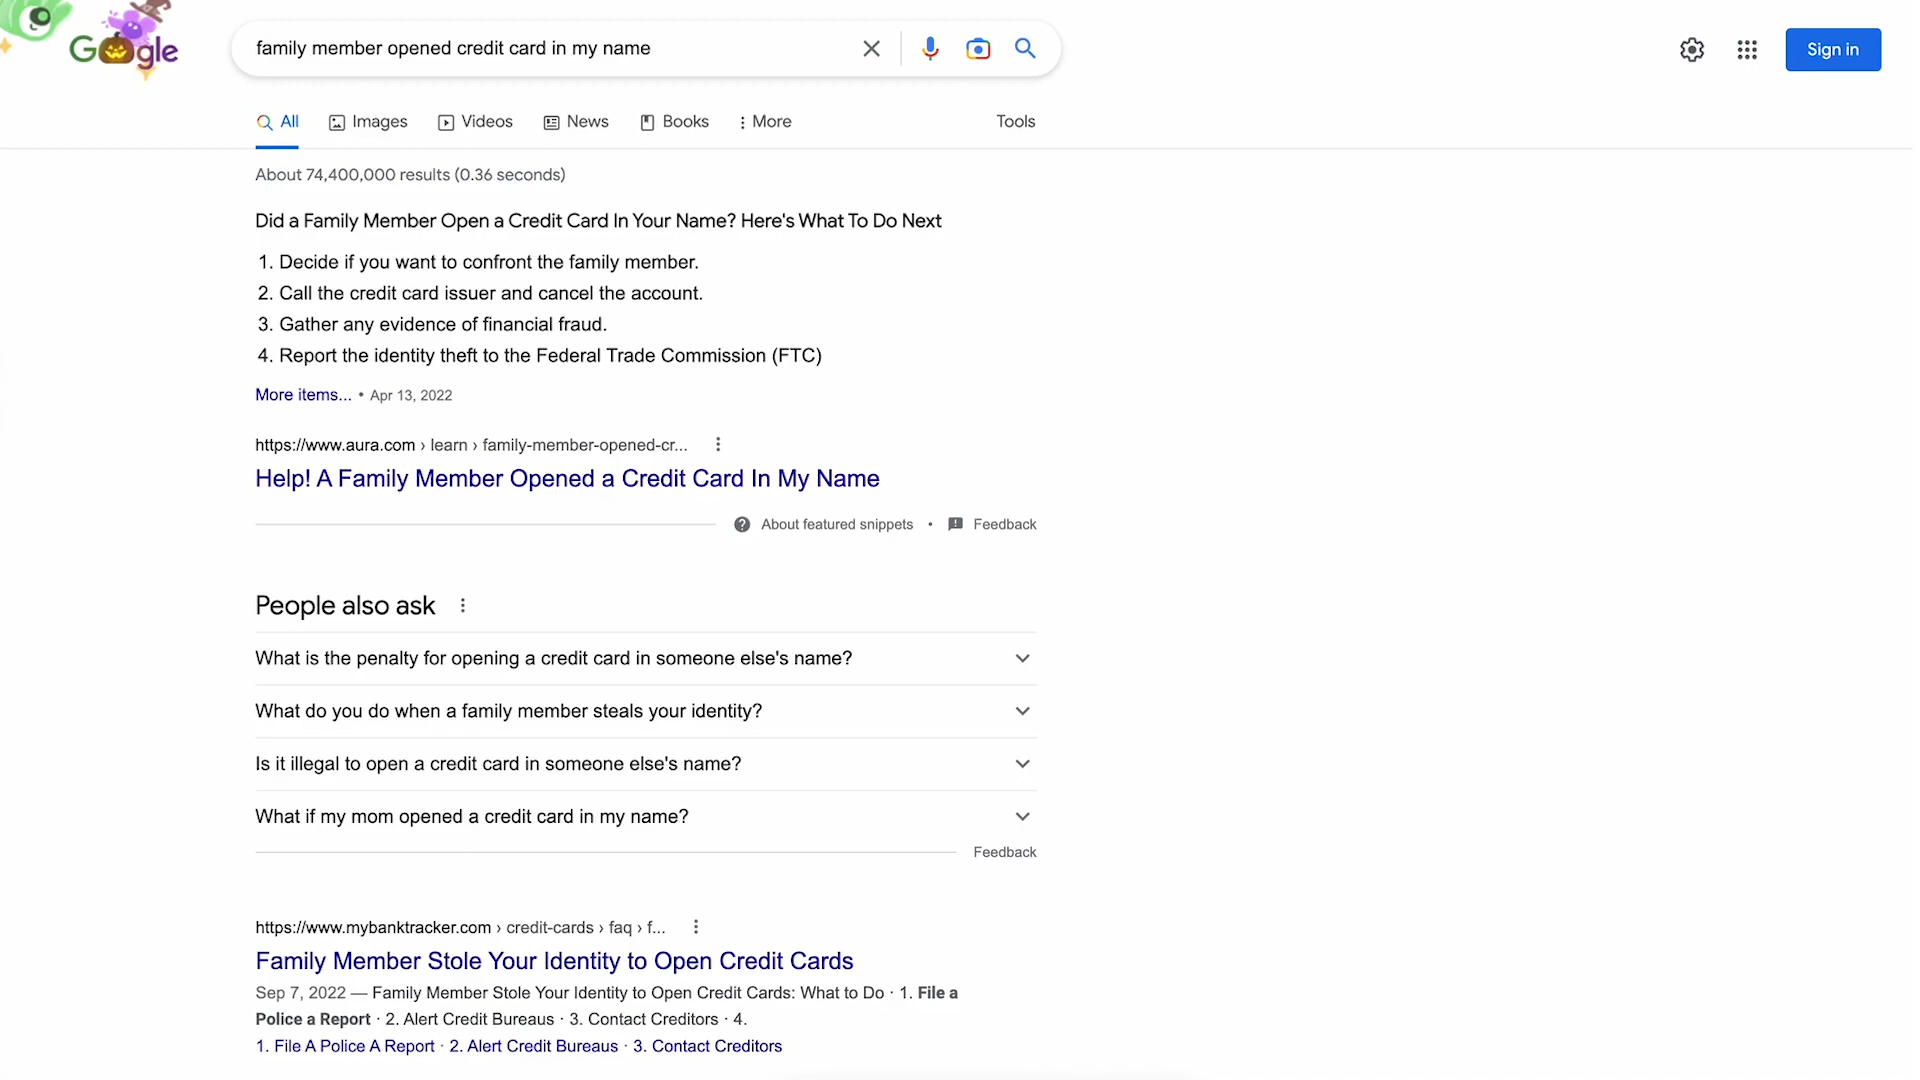 Google
family member opened credit card in my name
Sign in
All Images Videos News Books More Tools
About 74,400,000 results (0.36 seconds)
Did a Family Member Open a Credit Card In Your Name? Here's What To Do Next
1. Decide if you want to confront the family member.
2. Call the credit card issuer and cancel the account.
3. Gather any evidence of financial fraud.
4. Report the identity theft to the Federal Trade Commission (FTC)
More items... • Apr 13, 2022
https://www.aura.com › learn › family-member-opened-cr...
Help! A Family Member Opened a Credit Card In My Name
About featured snippets • Feedback
People also ask
What is the penalty for opening a credit card in someone else's name?
What do you do when a family member steals your identity?
Is it illegal to open a credit card in someone else's name?
What if my mom opened a credit card in my name?
Feedback
https://www.mybanktracker.com › credit-cards › faq › f...
Family Member Stole Your Identity to Open Credit Cards
Sep 7, 2022 — Family Member Stole Your Identity to Open Credit Cards: What to Do · 1. File a
Police a Report · 2. Alert Credit Bureaus · 3. Contact Creditors · 4.
1. File A Police A Report · 2. Alert Credit Bureaus · 3. Contact Creditors